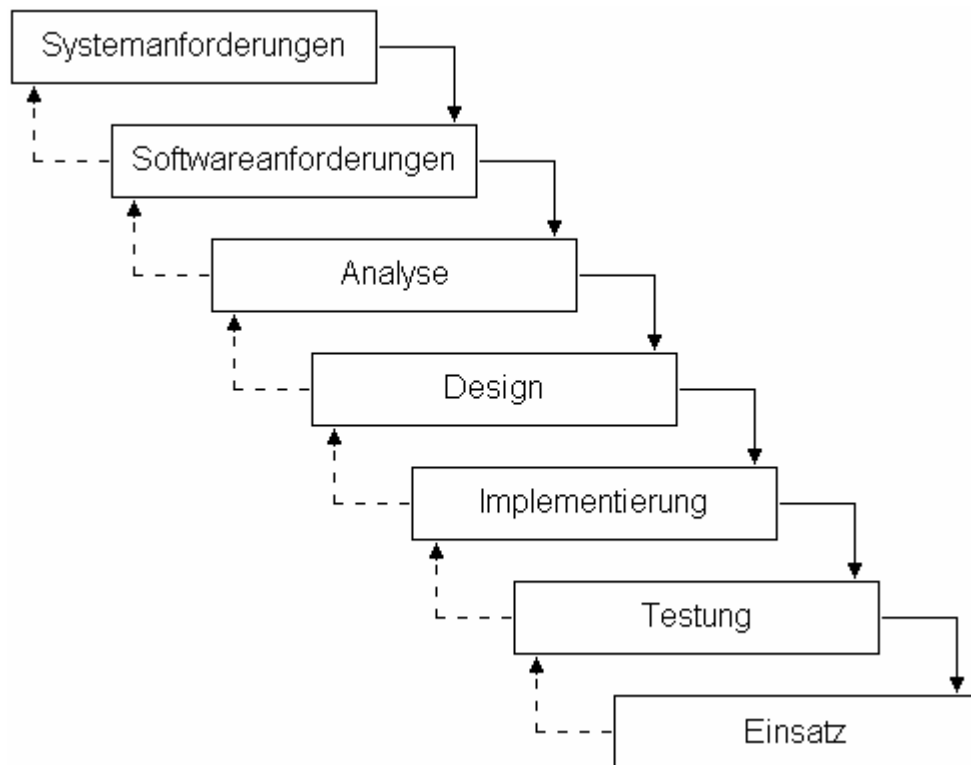 Systemanforderungen
Softwareanforderungen
Analyse
Design
Implementierung
Testung
Einsatz